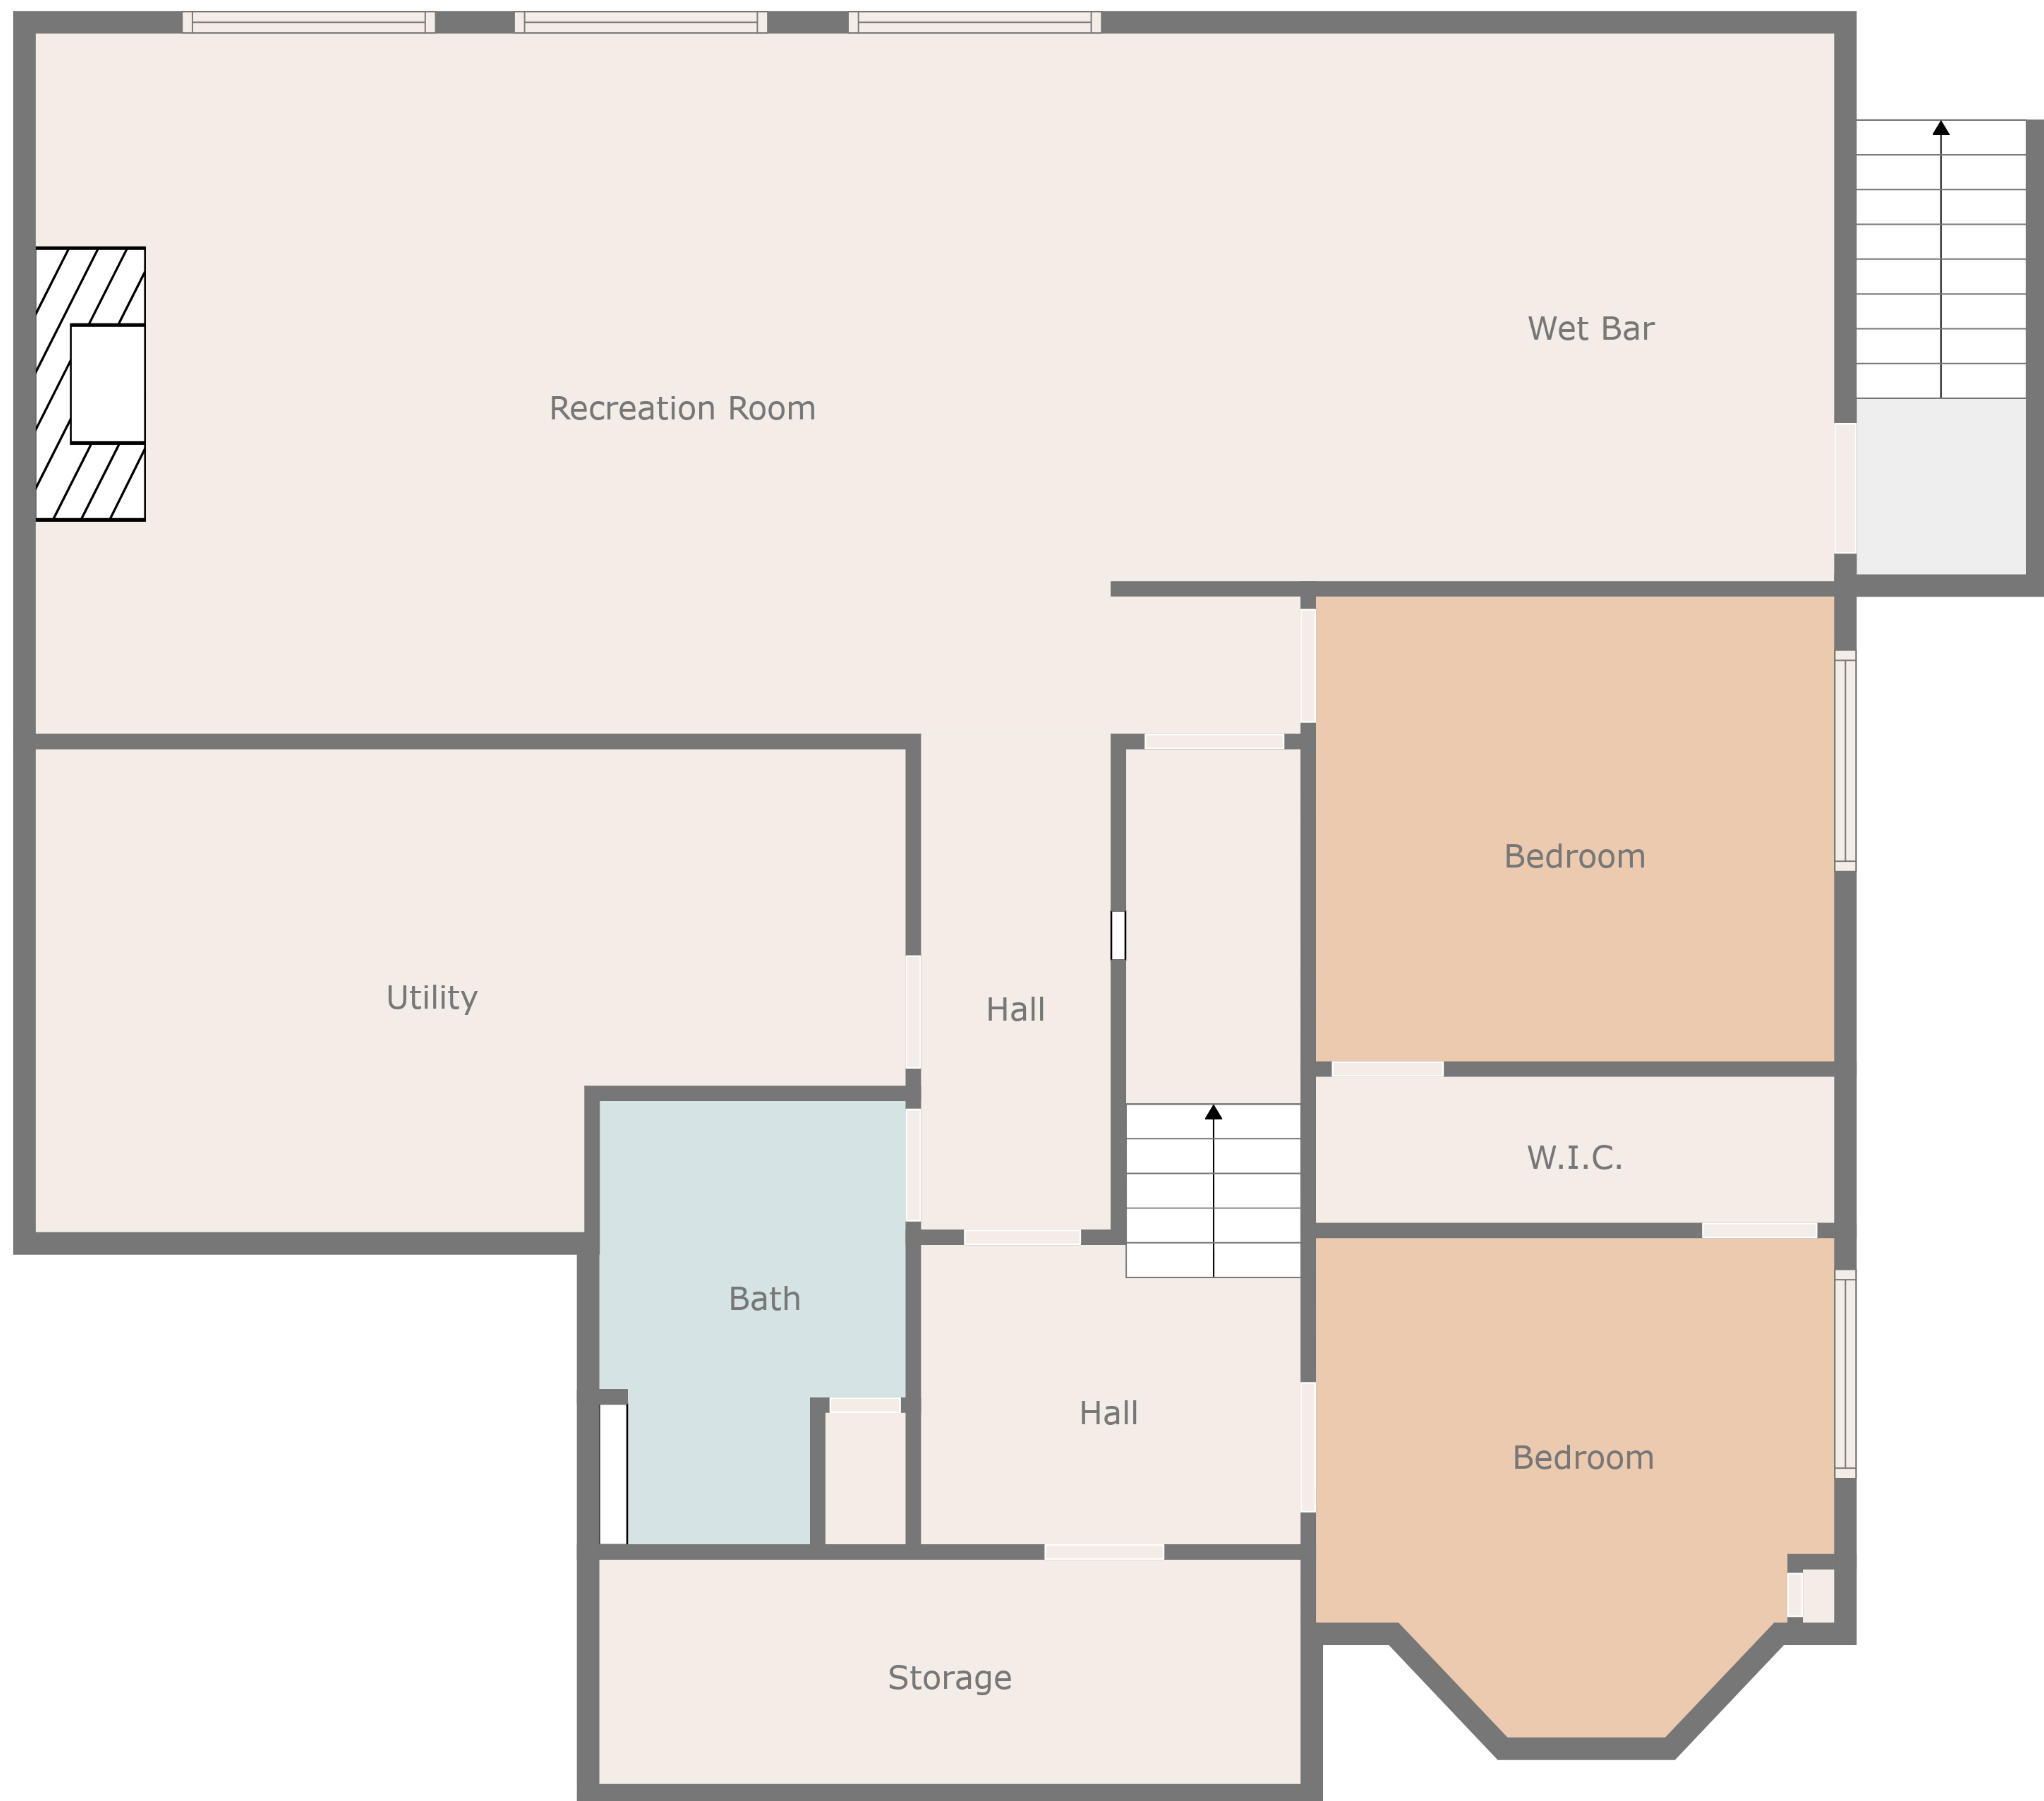 Wet Bar
Recreation Room
Bedroom
Utility
Hall
W.I.C.
Bath
Hall
Bedroom
Storage